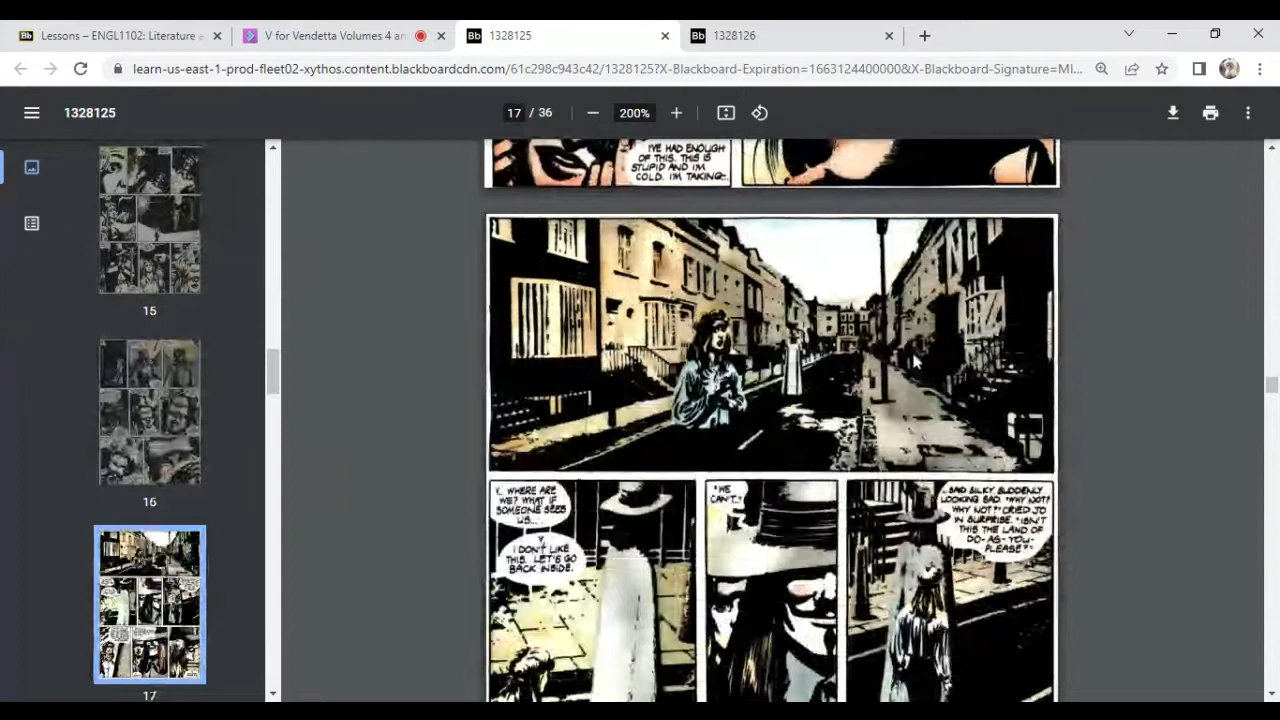 Lessons – ENGL1102: Literature a
V for Vendetta Volumes 4 an
1328125
1328126
learn-us-east-1-prod-fleet02-xythos.content.blackboardcdn.com/61c298c943c42/1328125?X-Blackboard-Expiration=1663124400000&X-Blackboard-Signature=MI...
1328125
17 / 36
200%
15
16
17
I'VE HAD ENOUGH
OF THIS. THIS IS
STUPID AND I'M
COLD. I'M TAKING...
V... WHERE ARE
WE? WHAT IF
SOMEONE SEES
US...
V,
I DON'T LIKE
THIS. LET'S GO
BACK INSIDE.
"WE
CAN'T...
...SAID SILKY, SUDDENLY
LOOKING SAD. "WHY NOT?
WHY NOT?" CRIED JO
IN SURPRISE. "ISN'T
THIS THE LAND OF
DO-AS-YOU-
PLEASE?"